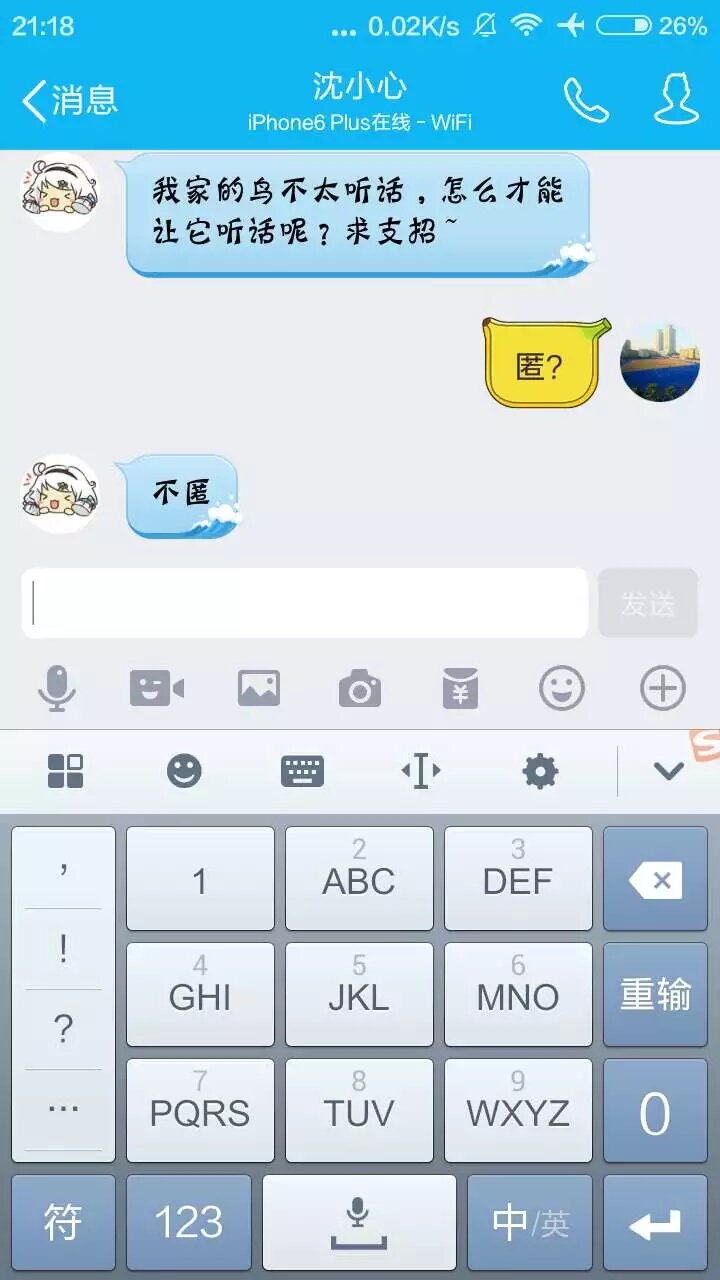 21:18 ... 0.02K/s 26%
消息
沈小心
iPhone6 Plus在线 - WiFi
我家的鸟不太听话，怎么才能
让它听话呢？求支招~
匿?
不匿
发送
,
!
?
...
1
2
ABC
3
DEF
4
GHI
5
JKL
6
MNO
重输
7
PQRS
8
TUV
9
WXYZ
0
符
123
中/英